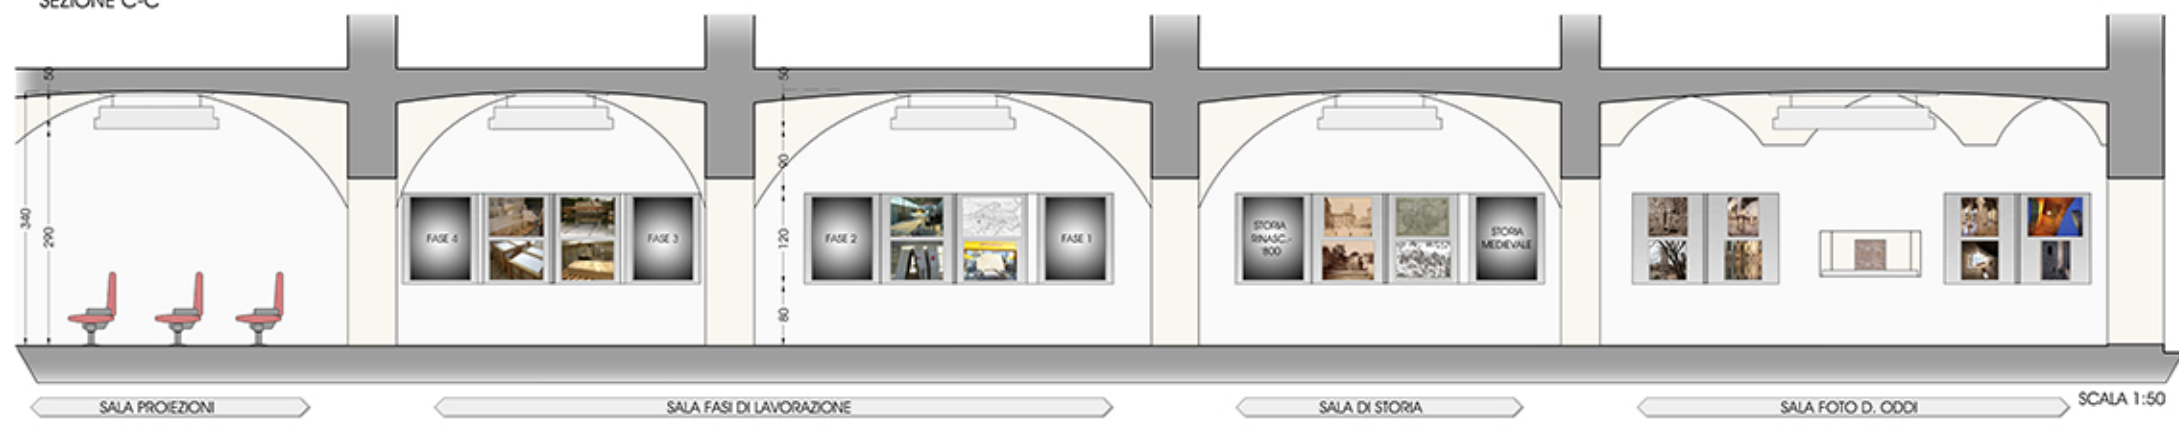 SEZIONE C-C
50
50
340
290
90
120
80
FASE 4
FASE 3
FASE 2
FASE 1
STORIA
RINASC.-
'800
STORIA
MEDIEVALE
SALA PROIEZIONI
SALA FASI DI LAVORAZIONE
SALA DI STORIA
SALA FOTO D. ODDI
SCALA 1:50